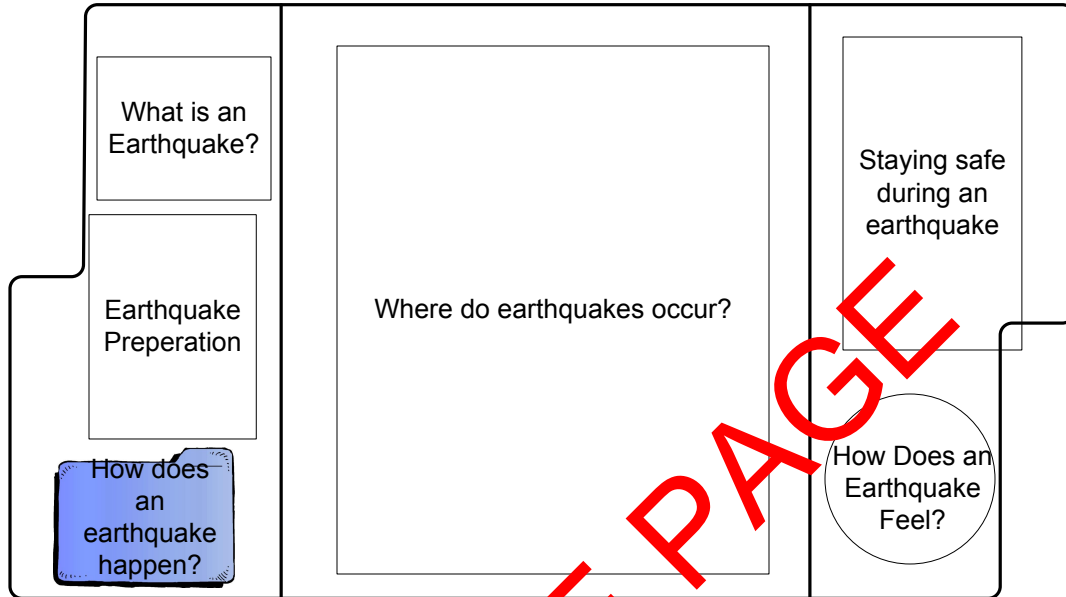 What is an
Earthquake?
Earthquake
Preperation
How does
an
earthquake
happen?
Where do earthquakes occur?
Staying safe
during an
earthquake
How Does an
Earthquake
Feel?
PAGE